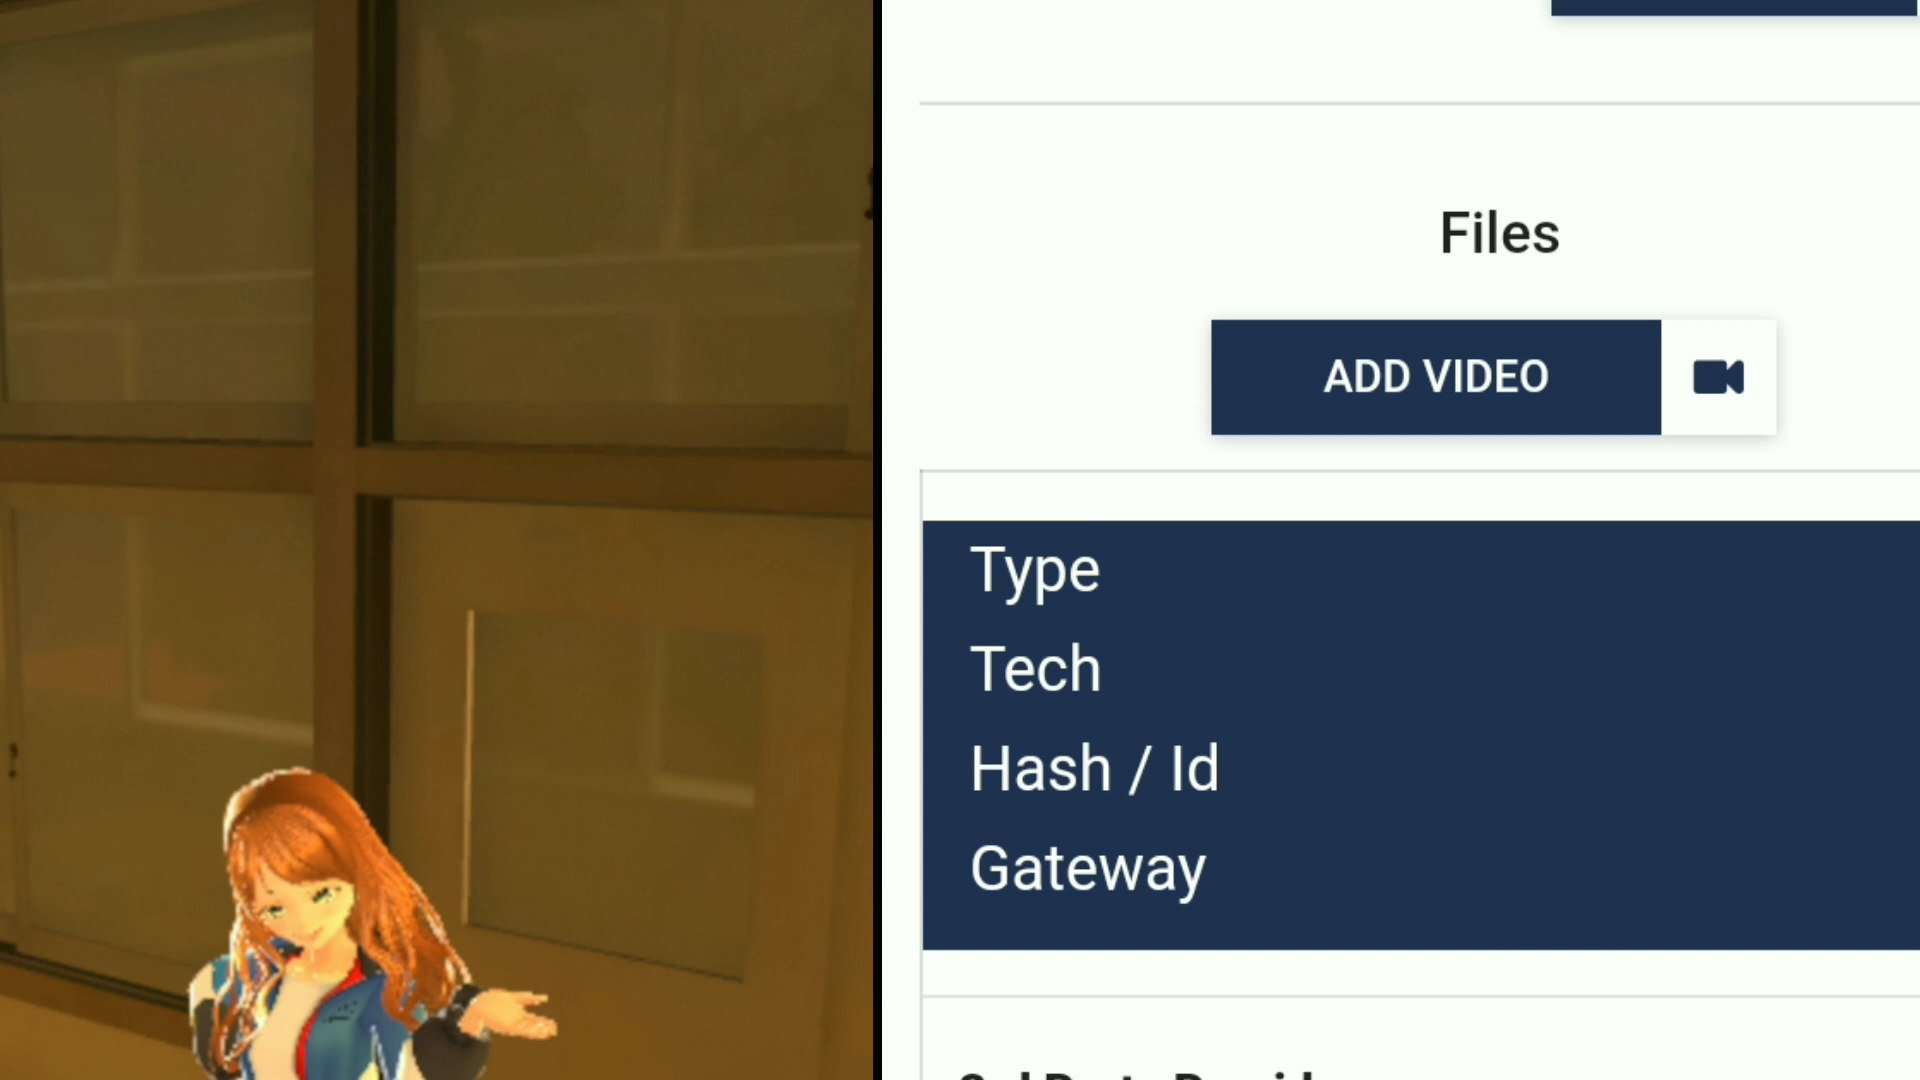 Files
ADD VIDEO
Type
Tech
Hash / Id
Gateway